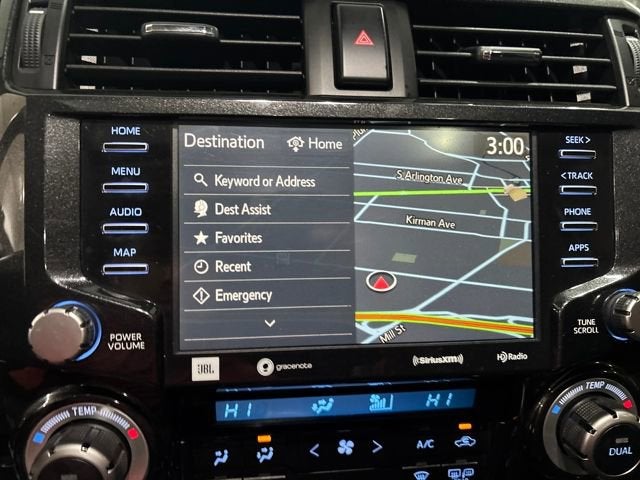 HOME
MENU
AUDIO
MAP
POWER
VOLUME
Destination
Home
Keyword or Address
Dest Assist
Favorites
Recent
Emergency
3:00
S Arlington Ave
Kirman Ave
Mill St
SEEK >
< TRACK
PHONE
APPS
TUNE
SCROLL
JBL
gracenote
((SiriusXM))
HD Radio
HI
HI
TEMP
A/C
TEMP
DUAL